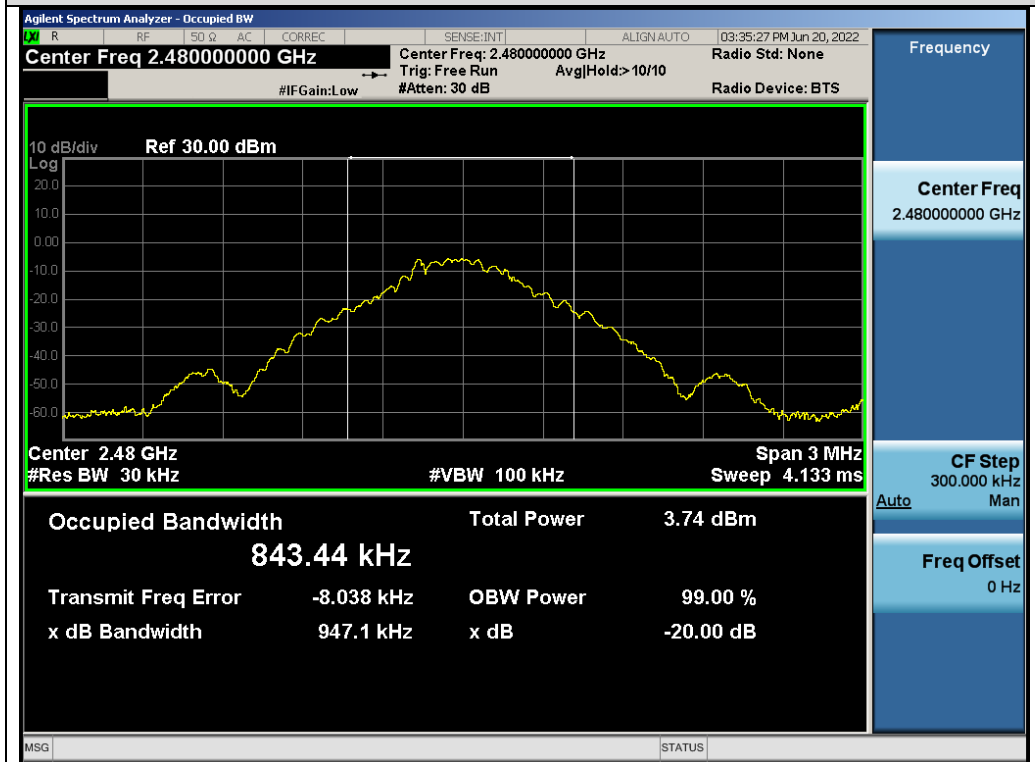 Agilent Spectrum Analyzer - Occupied BW
LXI R RF 50 Ω AC CORREC SENSE:INT ALIGN AUTO 03:35:27 PM Jun 20, 2022
Center Freq 2.480000000 GHz Center Freq: 2.480000000 GHz Radio Std: None
Trig: Free Run Avg|Hold:>10/10
#IFGain:Low #Atten: 30 dB Radio Device: BTS
10 dB/div Ref 30.00 dBm
Log
20.0
10.0
0.00
-10.0
-20.0
-30.0
-40.0
-50.0
-60.0
Center 2.48 GHz Span 3 MHz
#Res BW 30 kHz #VBW 100 kHz Sweep 4.133 ms
Occupied Bandwidth Total Power 3.74 dBm
843.44 kHz
Transmit Freq Error -8.038 kHz OBW Power 99.00 %
x dB Bandwidth 947.1 kHz x dB -20.00 dB
MSG STATUS
Frequency
Center Freq
2.480000000 GHz
CF Step
300.000 kHz
Auto Man
Freq Offset
0 Hz